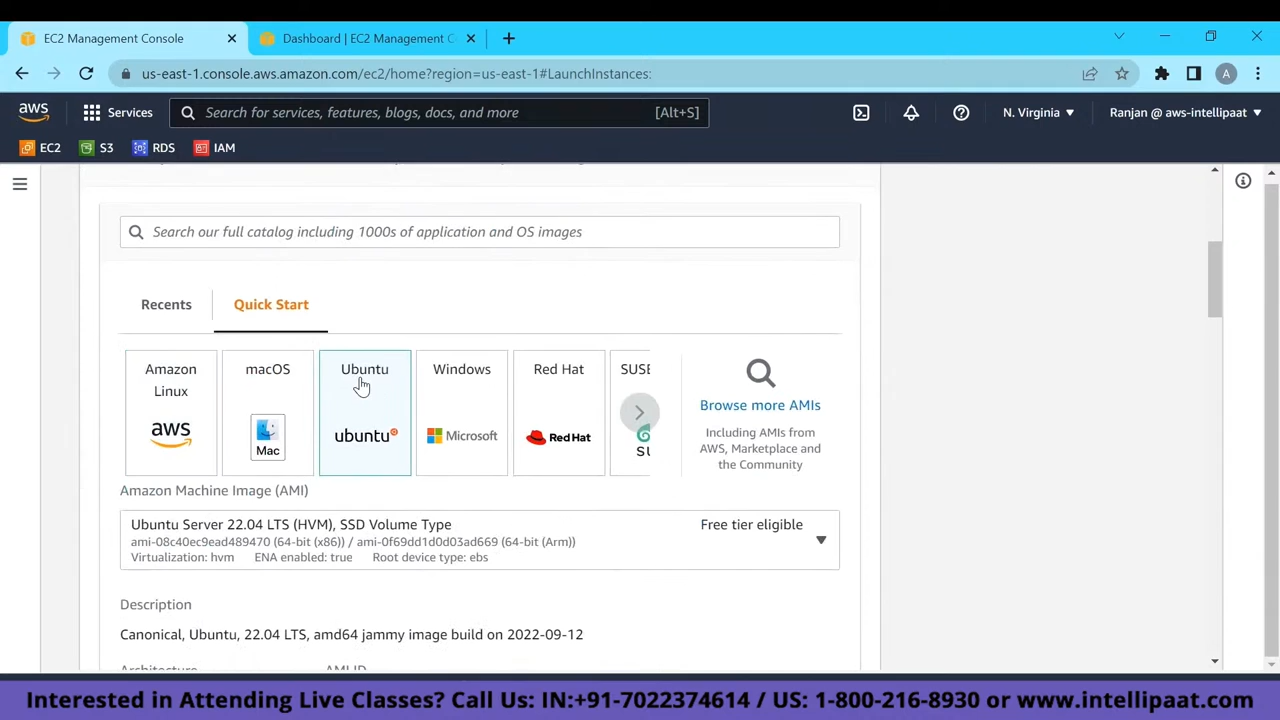 EC2 Management Console
Dashboard | EC2 Management C
us-east-1.console.aws.amazon.com/ec2/home?region=us-east-1#LaunchInstances:
A
aws
Services
Search for services, features, blogs, docs, and more
[Alt+S]
N. Virginia
Ranjan @ aws-intellipaat
EC2
S3
RDS
IAM
Search our full catalog including 1000s of application and OS images
Recents
Quick Start
Amazon
Linux
aws
macOS
Mac
Ubuntu
ubuntu
Windows
Microsoft
Red Hat
Red Hat
SUSE
SU
Browse more AMIs
Including AMIs from
AWS, Marketplace and
the Community
Amazon Machine Image (AMI)
Ubuntu Server 22.04 LTS (HVM), SSD Volume Type
Free tier eligible
ami-08c40ec9ead489470 (64-bit (x86)) / ami-0f69dd1d0d03ad669 (64-bit (Arm))
Virtualization: hvm ENA enabled: true Root device type: ebs
Description
Canonical, Ubuntu, 22.04 LTS, amd64 jammy image build on 2022-09-12
Architecture
AMI ID
Interested in Attending Live Classes? Call Us: IN:+91-7022374614 / US: 1-800-216-8930 or www.intellipaat.com